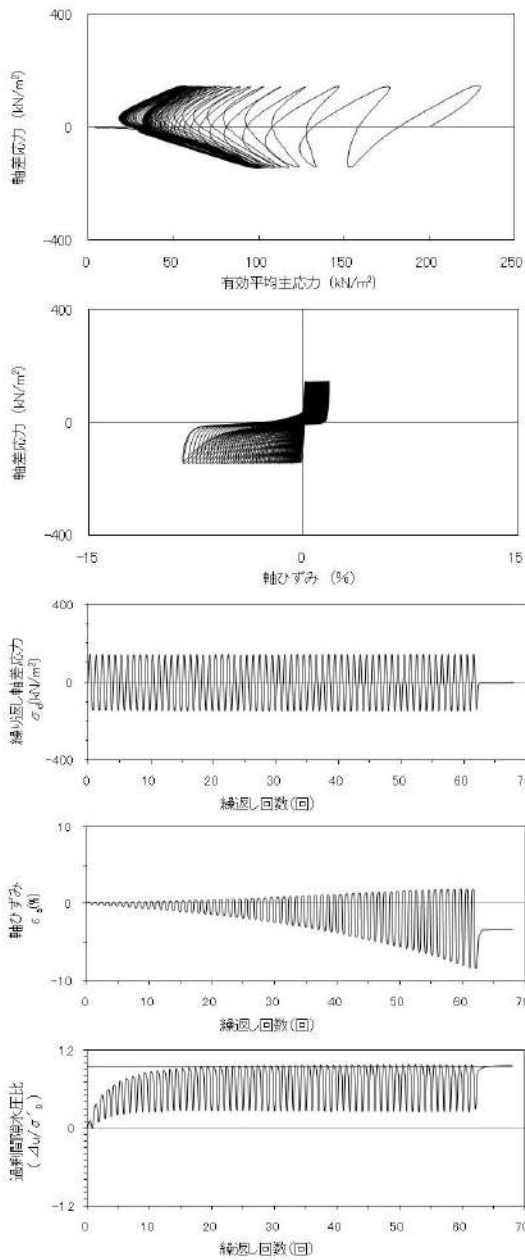 400
0
-400
軸差応力 (kN/m²)
0 50 100 150 200 250
有効平均主応力 (kN/m²)
400
0
-400
軸差応力 (kN/m²)
-15 0 15
軸ひずみ (%)
400
0
-400
繰り返し軸差応力
σd(kN/m²)
0 10 20 30 40 50 60 70
繰返し回数(回)
10
0
-10
軸ひずみ
εa(%)
0 10 20 30 40 50 60 70
繰返し回数(回)
1.2
0
-1.2
過剰間隙水圧比
(Δu/σ'0)
0 10 20 30 40 50 60 70
繰返し回数(回)